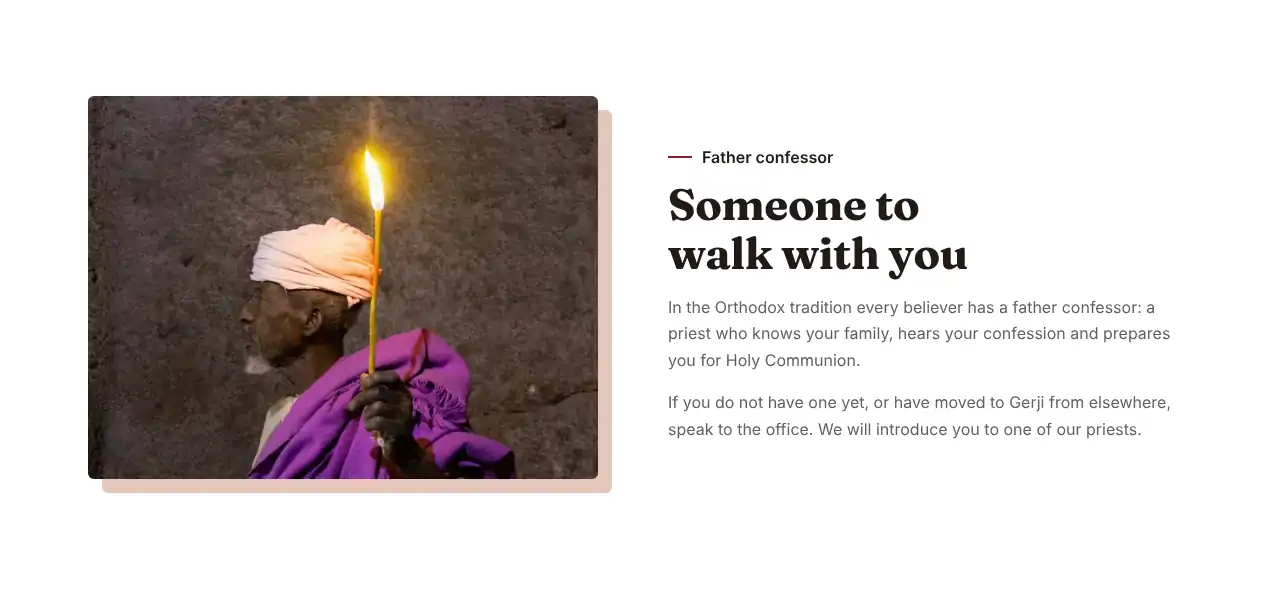 Father confessor
Someone to
walk with you
In the Orthodox tradition every believer has a father confessor: a
priest who knows your family, hears your confession and prepares
you for Holy Communion.
If you do not have one yet, or have moved to Gerji from elsewhere,
speak to the office. We will introduce you to one of our priests.